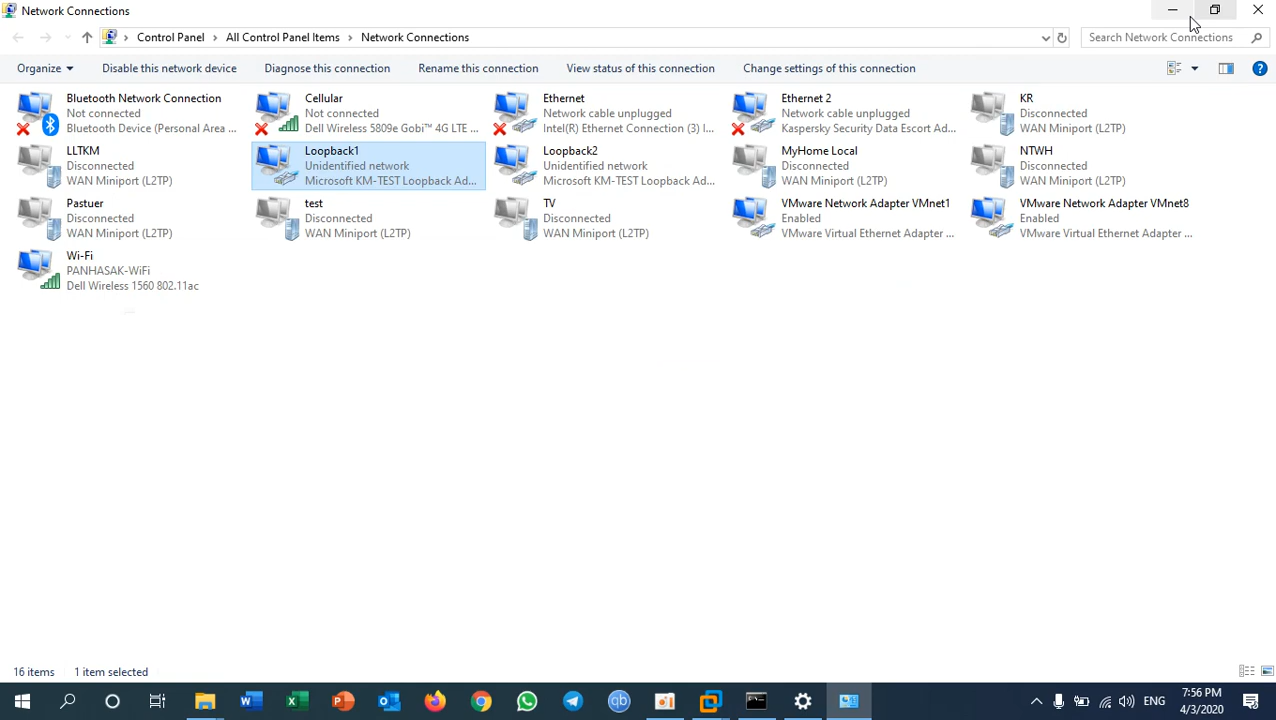 Network Connections
Control Panel > All Control Panel Items > Network Connections
Search Network Connections
Organize
Disable this network device
Diagnose this connection
Rename this connection
View status of this connection
Change settings of this connection
Bluetooth Network Connection
Not connected
Bluetooth Device (Personal Area ...
Cellular
Not connected
Dell Wireless 5809e Gobi™ 4G LTE ...
Ethernet
Network cable unplugged
Intel(R) Ethernet Connection (3) I...
Ethernet 2
Network cable unplugged
Kaspersky Security Data Escort Ad...
KR
Disconnected
WAN Miniport (L2TP)
LLTKM
Disconnected
WAN Miniport (L2TP)
Loopback1
Unidentified network
Microsoft KM-TEST Loopback Ad...
Loopback2
Unidentified network
Microsoft KM-TEST Loopback Ad...
MyHome Local
Disconnected
WAN Miniport (L2TP)
NTWH
Disconnected
WAN Miniport (L2TP)
Pastuer
Disconnected
WAN Miniport (L2TP)
test
Disconnected
WAN Miniport (L2TP)
TV
Disconnected
WAN Miniport (L2TP)
VMware Network Adapter VMnet1
Enabled
VMware Virtual Ethernet Adapter ...
VMware Network Adapter VMnet8
Enabled
VMware Virtual Ethernet Adapter ...
Wi-Fi
PANHASAK-WiFi
Dell Wireless 1560 802.11ac
16 items
1 item selected
ENG
7:56 PM
4/3/2020